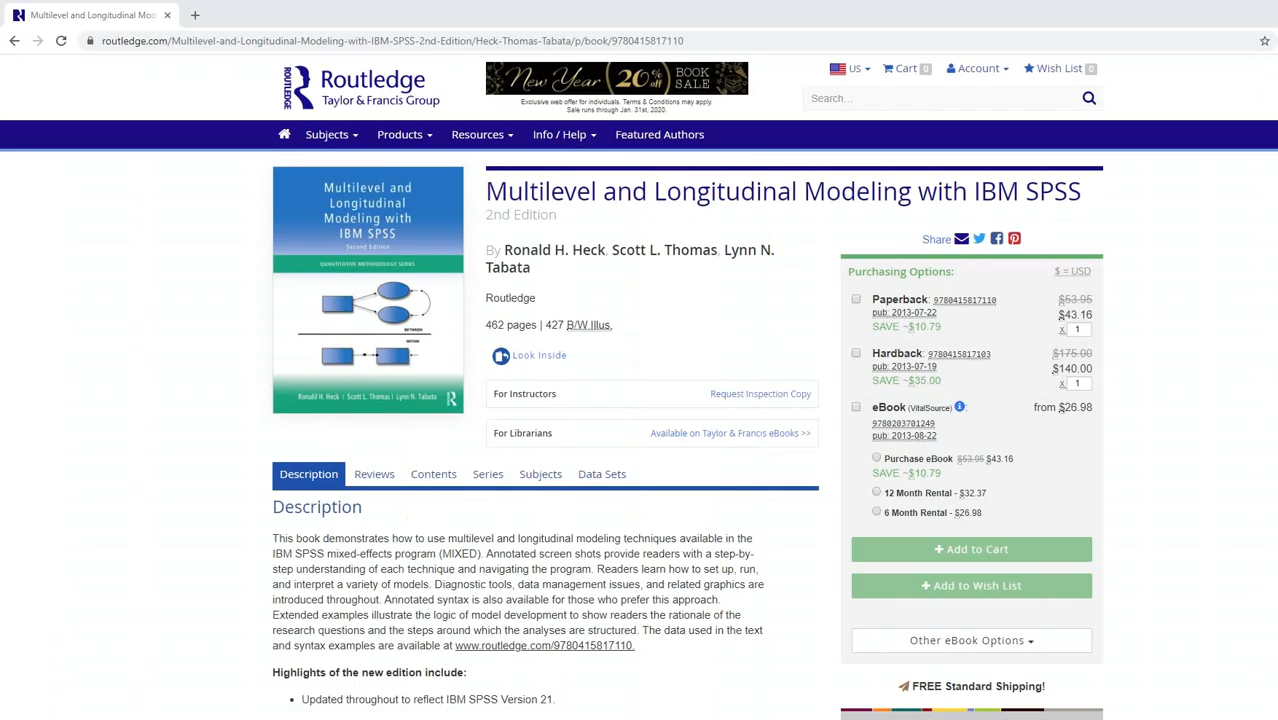 Multilevel and Longitudinal Mod
routledge.com/Multilevel-and-Longitudinal-Modeling-with-IBM-SPSS-2nd-Edition/Heck-Thomas-Tabata/p/book/9780415817110
ROUTLEDGE
Routledge
Taylor & Francis Group
New Year 20% off BOOK SALE
Exclusive web offer for individuals. Terms & Conditions may apply.
Sale runs through Jan. 31st, 2020.
US Cart 0 Account Wish List 0
Search...
Subjects Products Resources Info / Help Featured Authors
Multilevel and
Longitudinal
Modeling with
IBM SPSS
Second Edition
QUANTITATIVE METHODOLOGY SERIES
BETWEEN
WITHIN
Ronald H. Heck | Scott L. Thomas | Lynn N. Tabata
Multilevel and Longitudinal Modeling with IBM SPSS
2nd Edition
By Ronald H. Heck, Scott L. Thomas, Lynn N.
Tabata
Routledge
462 pages | 427 B/W Illus.
Look Inside
For Instructors Request Inspection Copy
For Librarians Available on Taylor & Francis eBooks >>
Share
Purchasing Options: $ = USD
Paperback: 9780415817110 $53.95
pub: 2013-07-22 $43.16
SAVE ~$10.79 x 1
Hardback: 9780415817103 $175.00
pub: 2013-07-19 $140.00
SAVE ~$35.00 x 1
eBook (VitalSource) : from $26.98
9780203701249
pub: 2013-08-22
Purchase eBook $53.95 $43.16
SAVE ~$10.79
12 Month Rental - $32.37
6 Month Rental - $26.98
+ Add to Cart
+ Add to Wish List
Other eBook Options
FREE Standard Shipping!
Description Reviews Contents Series Subjects Data Sets
Description
This book demonstrates how to use multilevel and longitudinal modeling techniques available in the
IBM SPSS mixed-effects program (MIXED). Annotated screen shots provide readers with a step-by-
step understanding of each technique and navigating the program. Readers learn how to set up, run,
and interpret a variety of models. Diagnostic tools, data management issues, and related graphics are
introduced throughout. Annotated syntax is also available for those who prefer this approach.
Extended examples illustrate the logic of model development to show readers the rationale of the
research questions and the steps around which the analyses are structured. The data used in the text
and syntax examples are available at www.routledge.com/9780415817110.
Highlights of the new edition include:
• Updated throughout to reflect IBM SPSS Version 21.